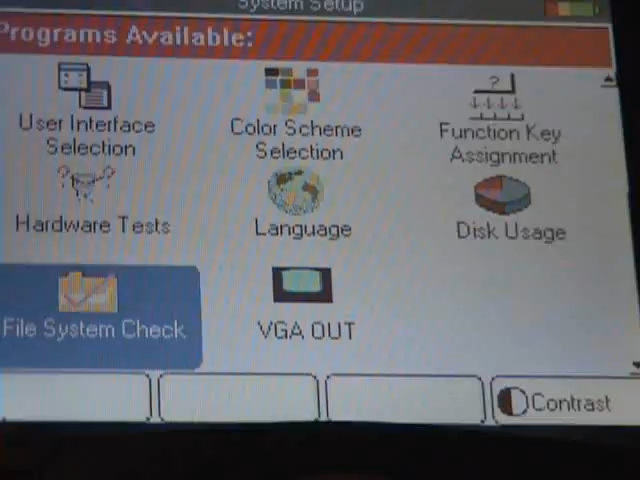 System Setup
Programs Available:
User Interface
Selection
Color Scheme
Selection
Function Key
Assignment
Hardware Tests
Language
Disk Usage
File System Check
VGA OUT
Contrast